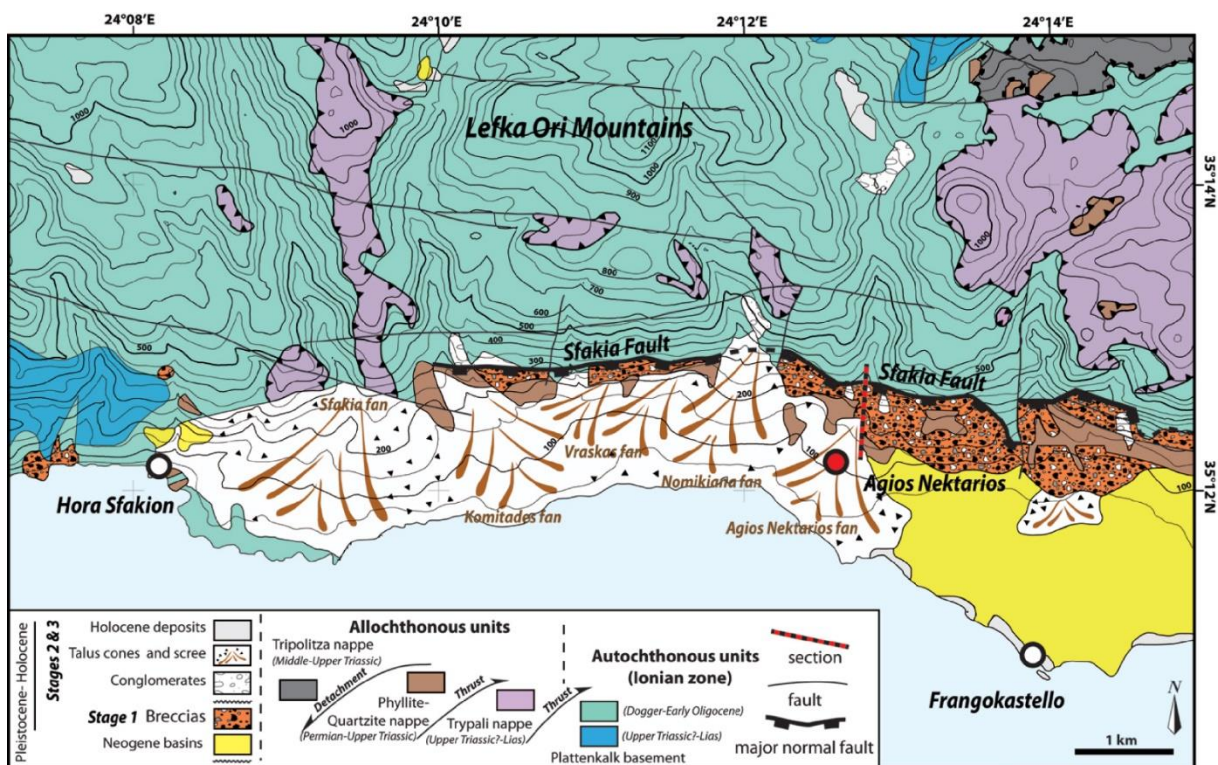 24°08'E
24°10'E
24°12'E
24°14'E
1000
1000
Lefka Ori Mountains
1100
1000
900
35°14'N
1000
800
700
600
500
500
400
300
Sfakia Fault
500
Sfakia Fault
200
Sfakia fan
200
100
Vraskas fan
100
Hora Sfakion
Komitades fan
Nomikiana fan
Agios Nektarios
100
35°12'N
Agios Nektarios fan
Frangokastello
N
1 km
Pleistocene- Holocene
Stages 2 & 3
Holocene deposits
Talus cones and scree
Conglomerates
Stage 1 Breccias
Neogene basins
Allochthonous units
Tripolitza nappe
(Middle-Upper Triassic)
Detachment
Phyllite-
Quartzite nappe
(Permian-Upper Triassic)
Thrust
Trypali nappe
(Upper Triassic?-Lias)
Thrust
Autochthonous units
(Ionian zone)
(Dogger-Early Oligocene)
(Upper Triassic?-Lias)
Plattenkalk basement
section
fault
major normal fault